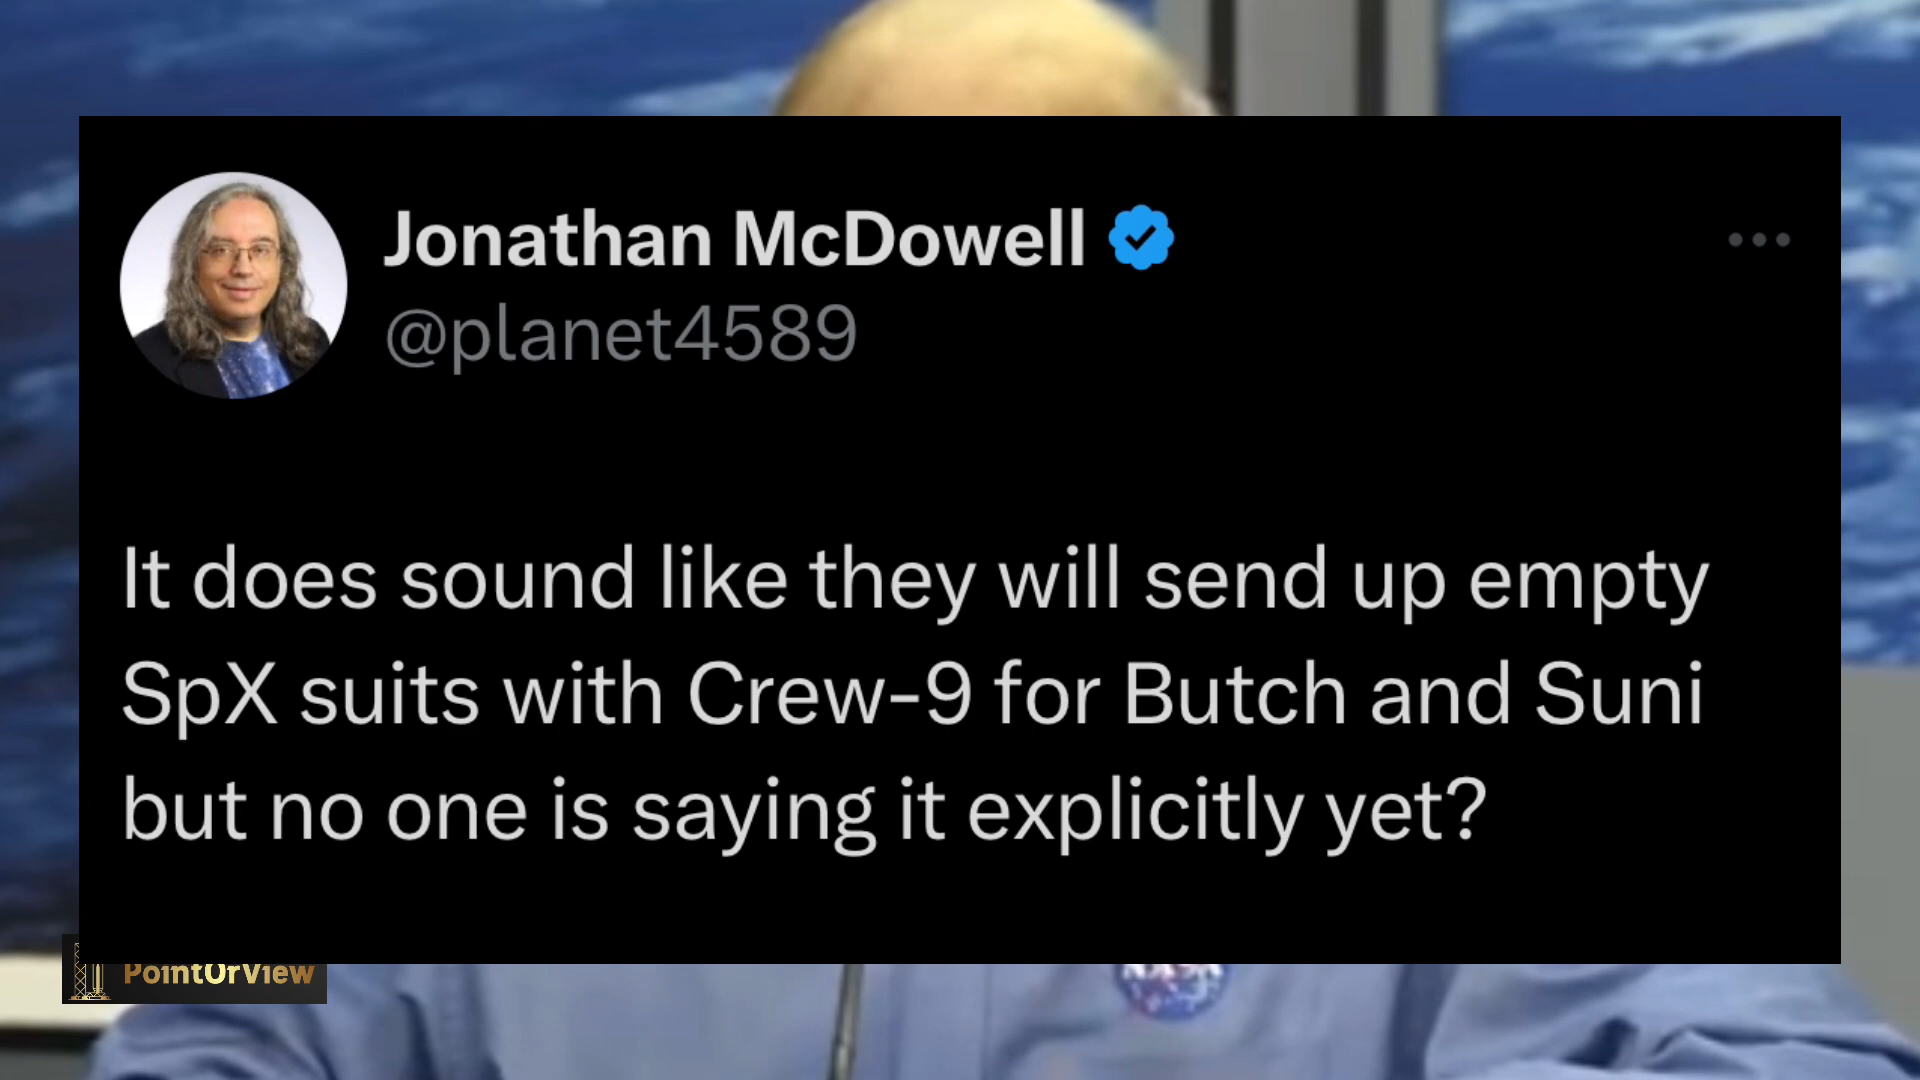 Jonathan McDowell
@planet4589
It does sound like they will send up empty
SpX suits with Crew-9 for Butch and Suni
but no one is saying it explicitly yet?
PointOfView
NASA